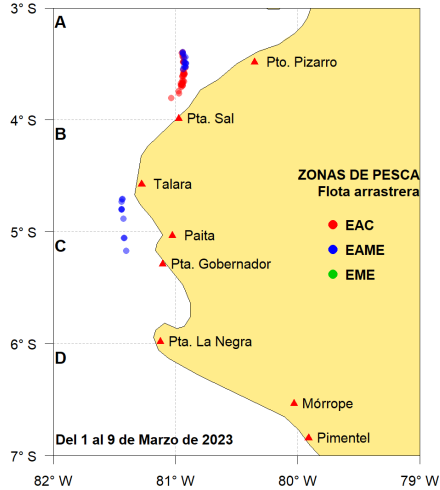 3° S
A
Pto. Pizarro
4° S
Pta. Sal
B
ZONAS DE PESCA
Talara
Flota arrastrera
EAC
5° S
Paita
C
EAME
Pta. Gobernador
EME
6° S
Pta. La Negra
D
Mórrope
Del 1 al 9 de Marzo de 2023
Pimentel
7° S
82° W
81° W
80° W
79° W